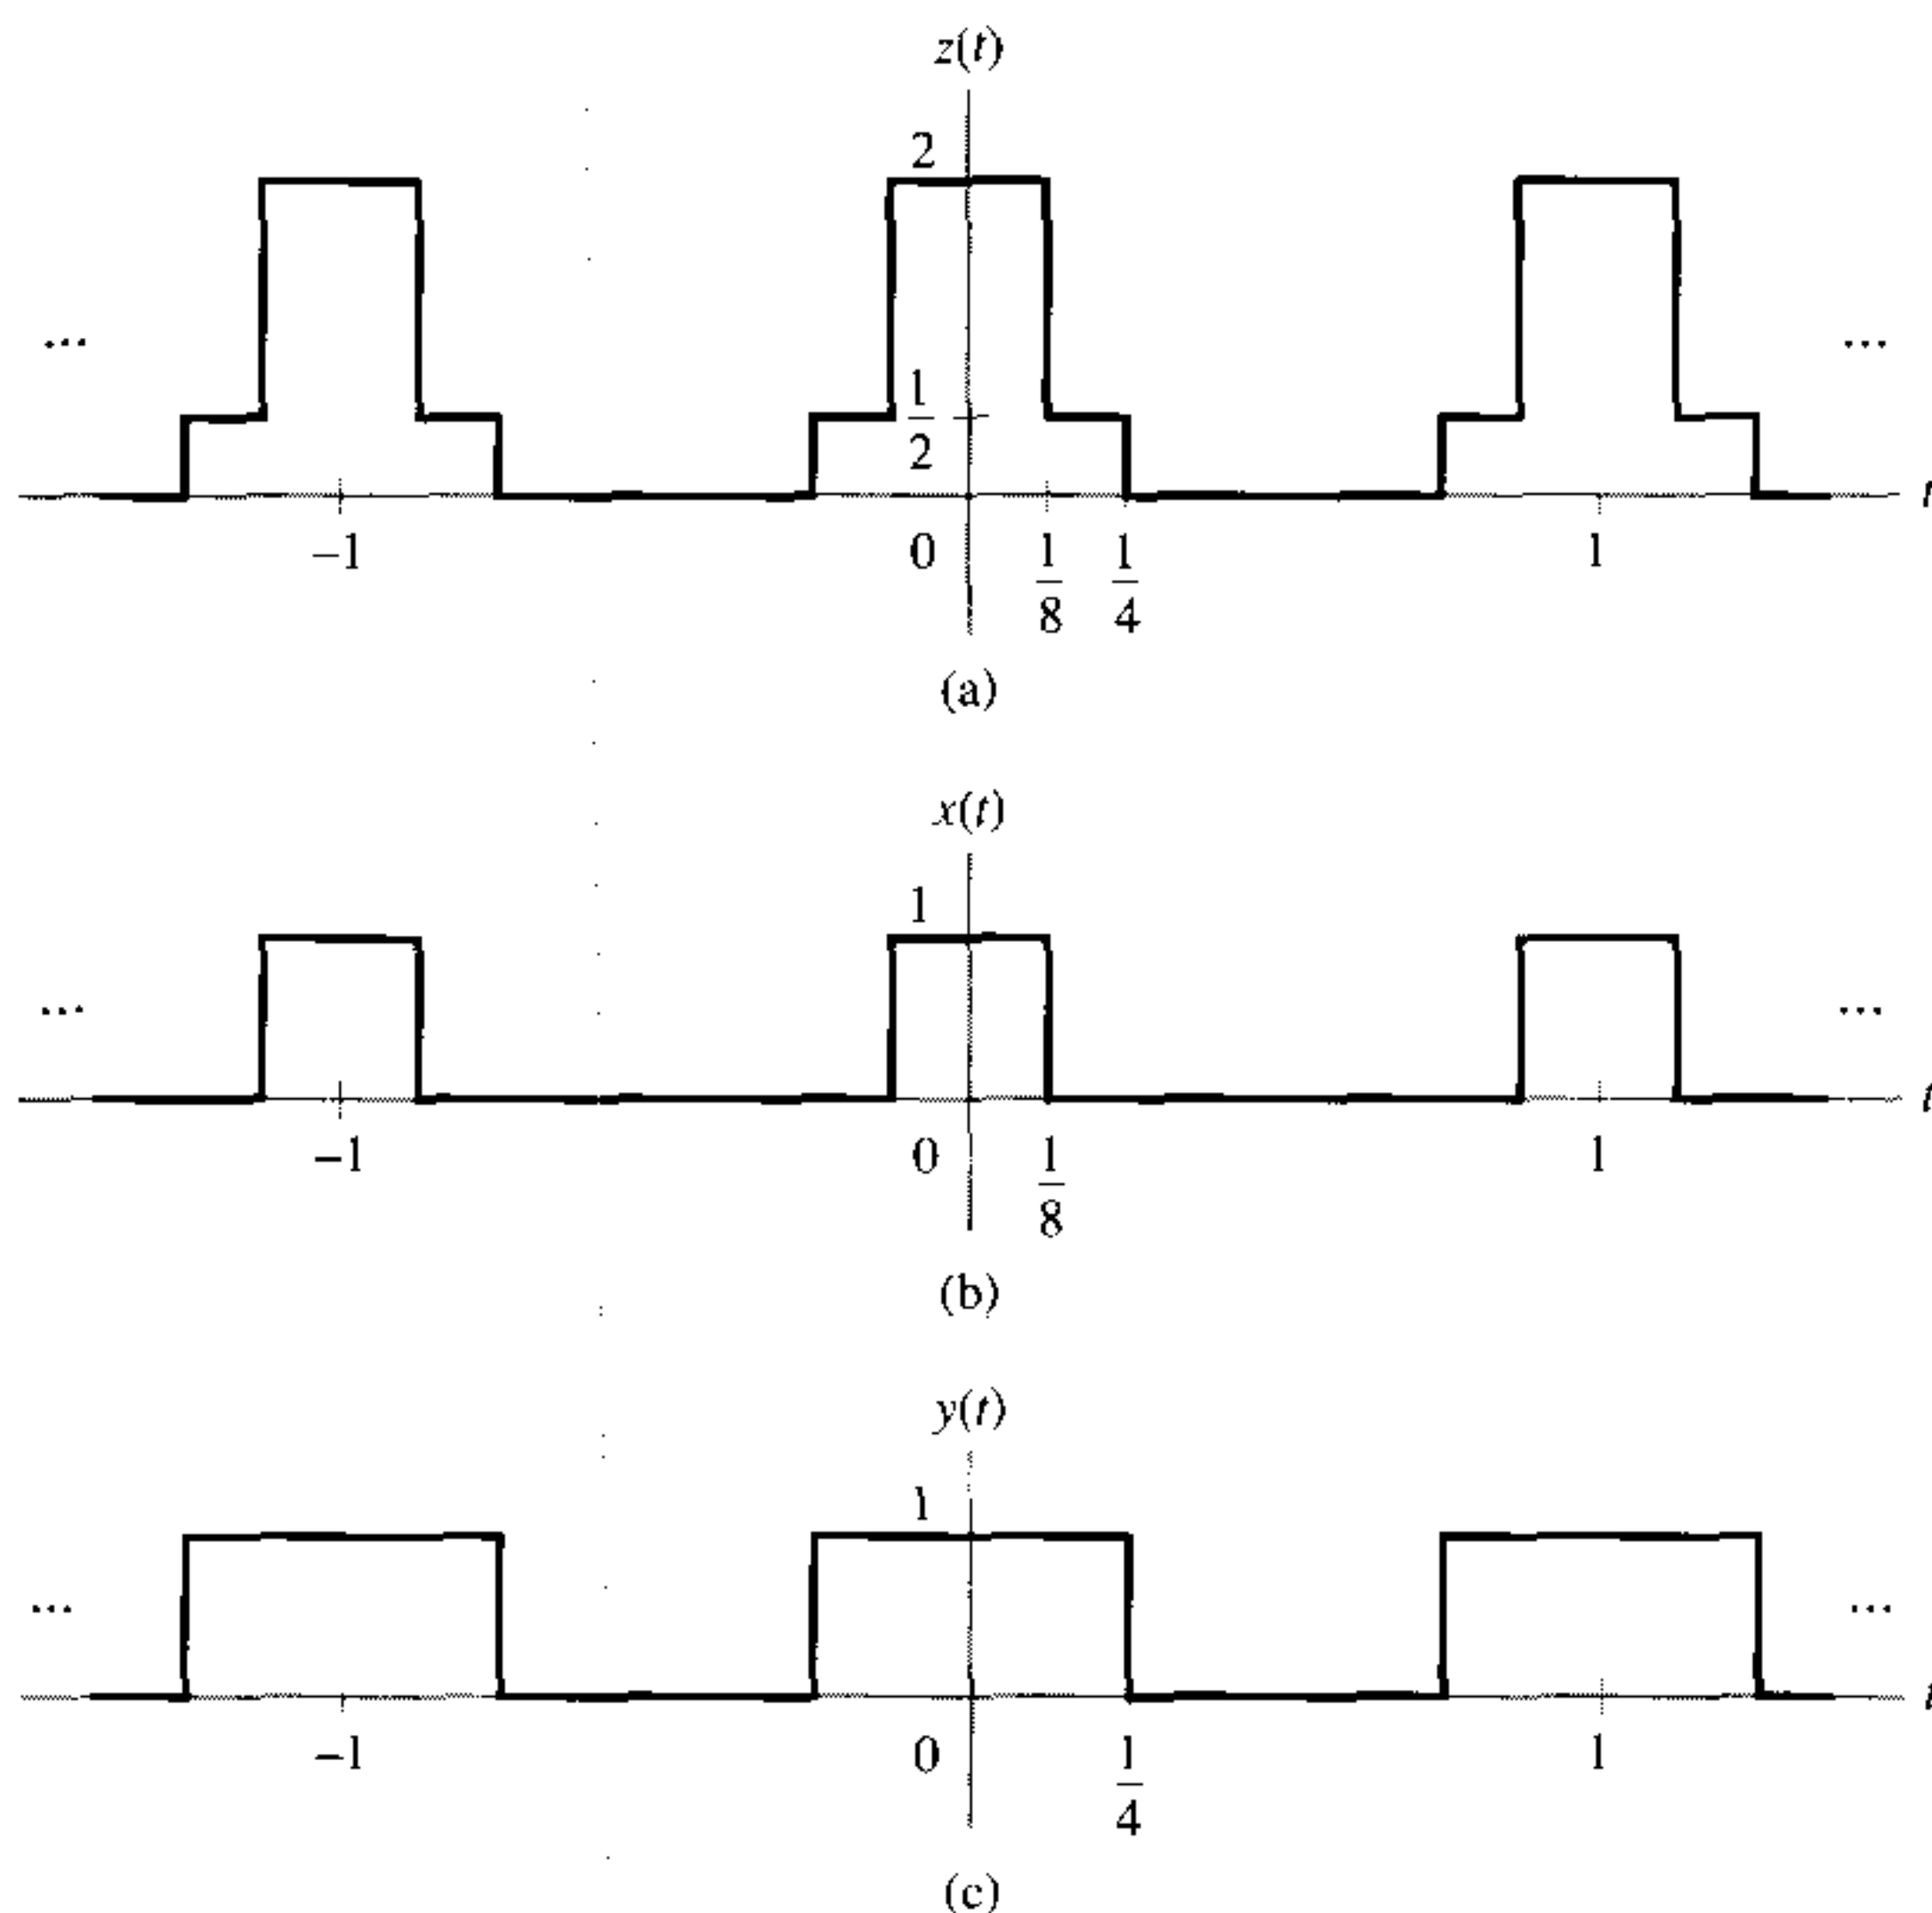 z(t)
2
1/2
... ...
-1 0 1/8 1/4 1 t
(a)
x(t)
1
... ...
-1 0 1/8 1 t
(b)
y(t)
1
... ...
-1 0 1/4 1 t
(c)